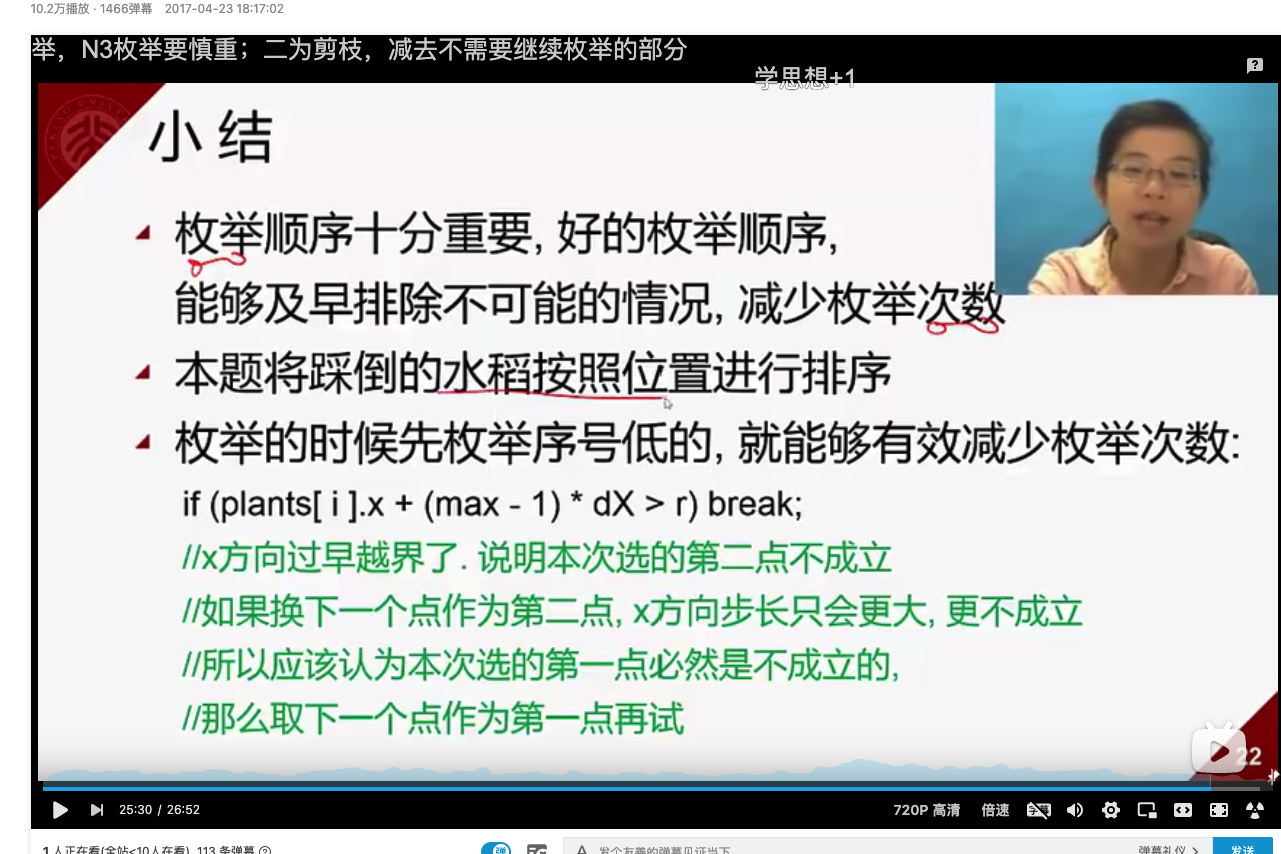 10.2万播放 · 1466弹幕 2017-04-23 18:17:02
举，N3枚举要慎重；二为剪枝，减去不需要继续枚举的部分
学思想+1
小 结
枚举顺序十分重要, 好的枚举顺序,
能够及早排除不可能的情况, 减少枚举次数
本题将踩倒的水稻按照位置进行排序
枚举的时候先枚举序号低的, 就能够有效减少枚举次数:
if (plants[ i ].x + (max - 1) * dX > r) break;
//x方向过早越界了. 说明本次选的第二点不成立
//如果换下一个点作为第二点, x方向步长只会更大, 更不成立
//所以应该认为本次选的第一点必然是不成立的,
//那么取下一个点作为第一点再试
22
25:30 / 26:52 720P 高清 倍速
1 人正在看(全站<10人在看), 113 条弹幕 弹 A 发个友善的弹幕见证当下 弹幕礼仪 > 发送